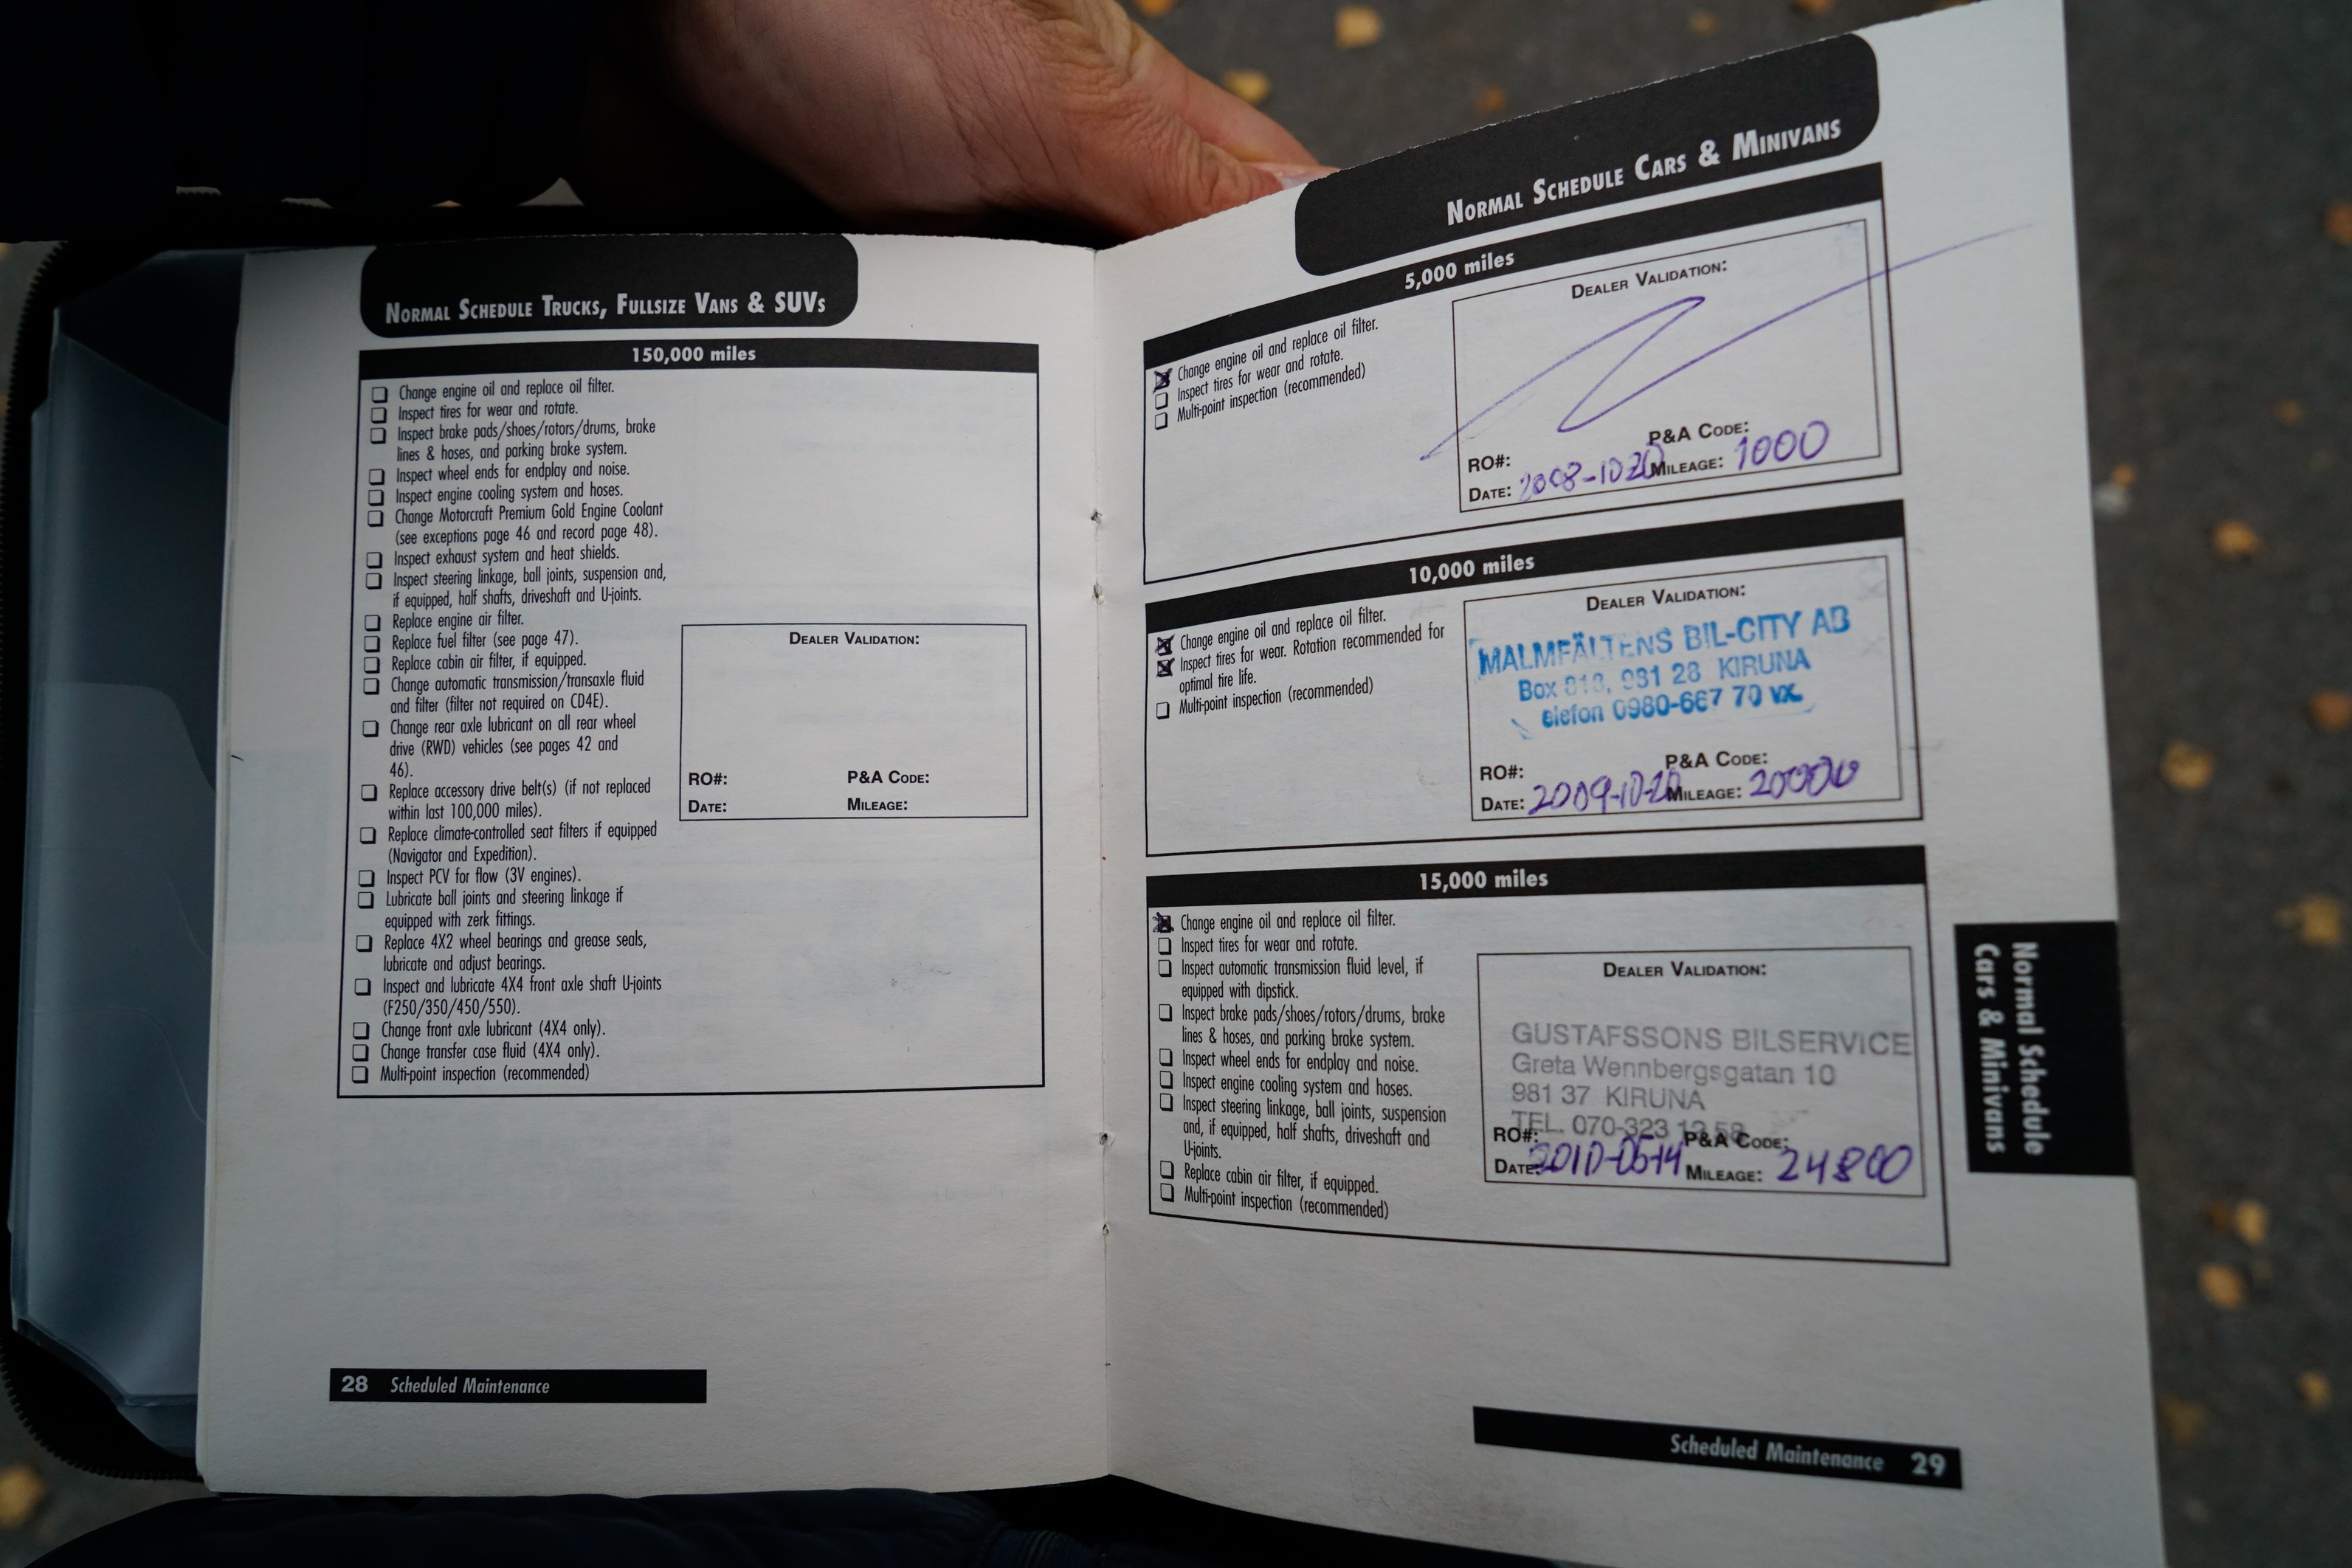 NORMAL SCHEDULE TRUCKS, FULLSIZE VANS & SUVS
150,000 miles
Change engine oil and replace oil filter.
Inspect tires for wear and rotate.
Inspect brake pads/shoes/rotors/drums, brake
lines & hoses, and parking brake system.
Inspect wheel ends for endplay and noise.
Inspect engine cooling system and hoses.
Change Motorcraft Premium Gold Engine Coolant
(see exceptions page 46 and record page 48).
Inspect exhaust system and heat shields.
Inspect steering linkage, ball joints, suspension and,
if equipped, half shafts, driveshaft and U-joints.
Replace engine air filter.
Replace fuel filter (see page 47).
Replace cabin air filter, if equipped.
Change automatic transmission/transaxle fluid
and filter (filter not required on CD4E).
Change rear axle lubricant on all rear wheel
drive (RWD) vehicles (see pages 42 and
46).
Replace accessory drive belt(s) (if not replaced
within last 100,000 miles).
Replace climate-controlled seat filters if equipped
(Navigator and Expedition).
Inspect PCV for flow (3V engines).
Lubricate ball joints and steering linkage if
equipped with zerk fittings.
Replace 4X2 wheel bearings and grease seals,
lubricate and adjust bearings.
Inspect and lubricate 4X4 front axle shaft U-joints
(F250/350/450/550).
Change front axle lubricant (4X4 only).
Change transfer case fluid (4X4 only).
Multi-point inspection (recommended)
DEALER VALIDATION:
RO#: P&A CODE:
DATE: MILEAGE:
28 Scheduled Maintenance
NORMAL SCHEDULE CARS & MINIVANS
5,000 miles
Change engine oil and replace oil filter.
Inspect tires for wear and rotate.
Multi-point inspection (recommended)
DEALER VALIDATION:
RO#: P&A CODE:
DATE: 2008-10 20 MILEAGE: 1000
10,000 miles
Change engine oil and replace oil filter.
Inspect tires for wear. Rotation recommended for
optimal tire life.
Multi-point inspection (recommended)
DEALER VALIDATION:
MALMFÄLTENS BIL-CITY AB
Box 818, 981 28 KIRUNA
elefon 0980-667 70 vx.
RO#: P&A CODE:
DATE: 2009-10-20 MILEAGE: 20000
15,000 miles
Change engine oil and replace oil filter.
Inspect tires for wear and rotate.
Inspect automatic transmission fluid level, if
equipped with dipstick.
Inspect brake pads/shoes/rotors/drums, brake
lines & hoses, and parking brake system.
Inspect wheel ends for endplay and noise.
Inspect engine cooling system and hoses.
Inspect steering linkage, ball joints, suspension
and, if equipped, half shafts, driveshaft and
U-joints.
Replace cabin air filter, if equipped.
Multi-point inspection (recommended)
DEALER VALIDATION:
GUSTAFSSONS BILSERVICE
Greta Wennbergsgatan 10
981 37 KIRUNA
TEL. 070-323 12 58
RO#: P&A CODE:
DATE: 2010-05-14 MILEAGE: 24800
Normal Schedule
Cars & Minivans
Scheduled Maintenance 29